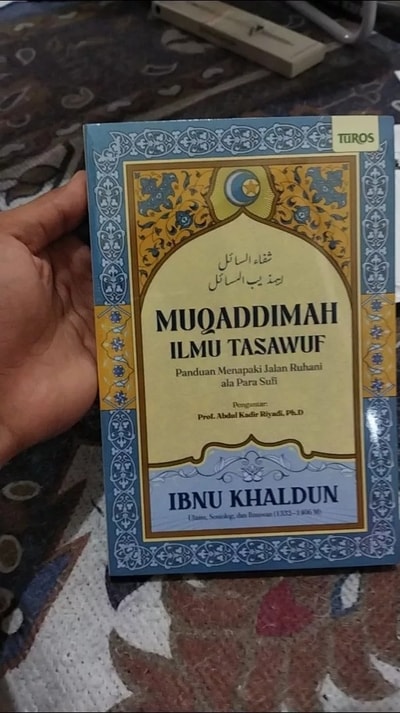 TUROS
شفاء السائل
لتهذيب المسائل
MUQADDIMAH
ILMU TASAWUF
Panduan Menapaki Jalan Ruhani
ala Para Sufi
Pengantar:
Prof. Abdul Kadir Riyadi, Ph.D
IBNU KHALDUN
Ulama, Sosiolog, dan Ilmuwan (1332–1406 M)